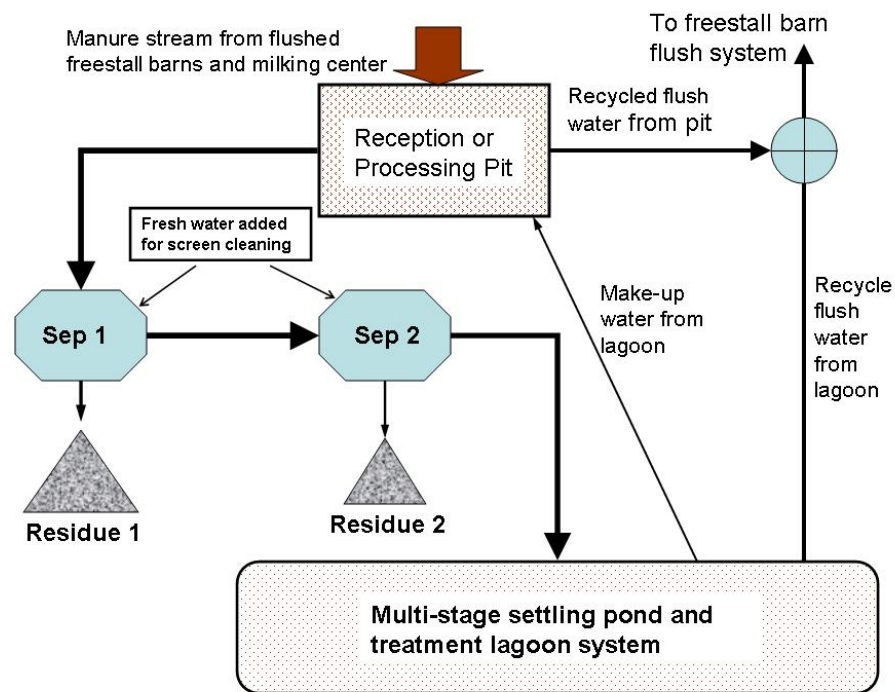 To freestall barn
flush system
Manure stream from flushed
freestall barns and milking center
Reception or
Processing Pit
Recycled flush
water from pit
Fresh water added
for screen cleaning
Sep 1
Sep 2
Make-up
water from
lagoon
Recycle
flush
water
from
lagoon
Residue 1
Residue 2
Multi-stage settling pond and
treatment lagoon system